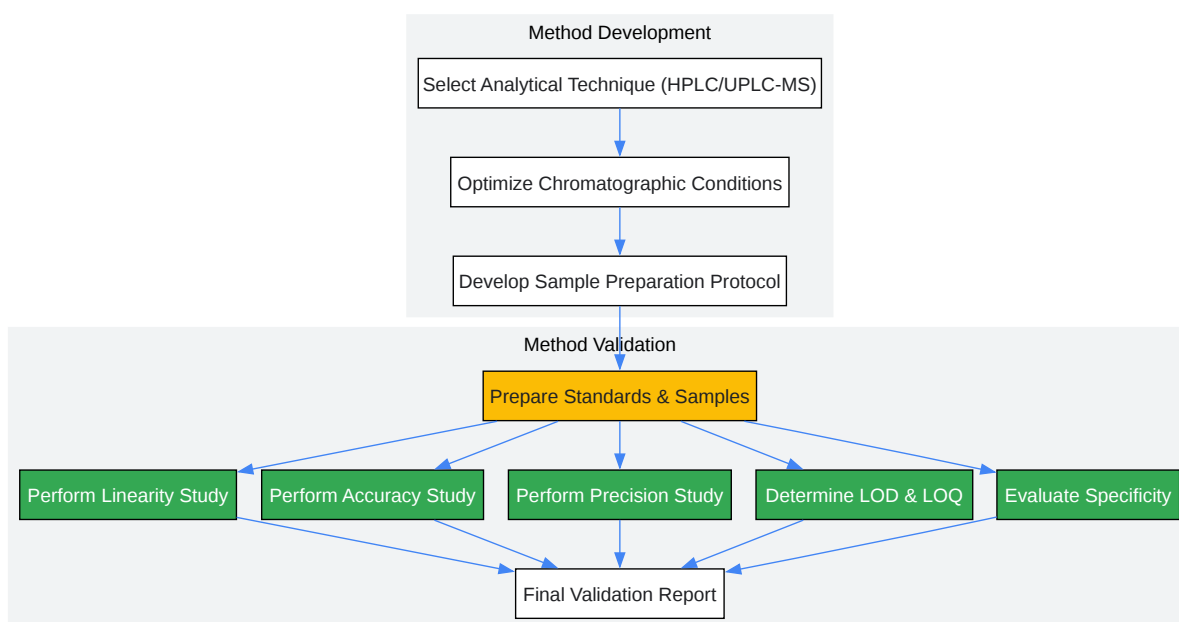 Method Development
Select Analytical Technique (HPLC/UPLC-MS)
Optimize Chromatographic Conditions
Develop Sample Preparation Protocol
Method Validation
Prepare Standards & Samples
Perform Linearity Study
Perform Accuracy Study
Perform Precision Study
Determine LOD & LOQ
Evaluate Specificity
Final Validation Report